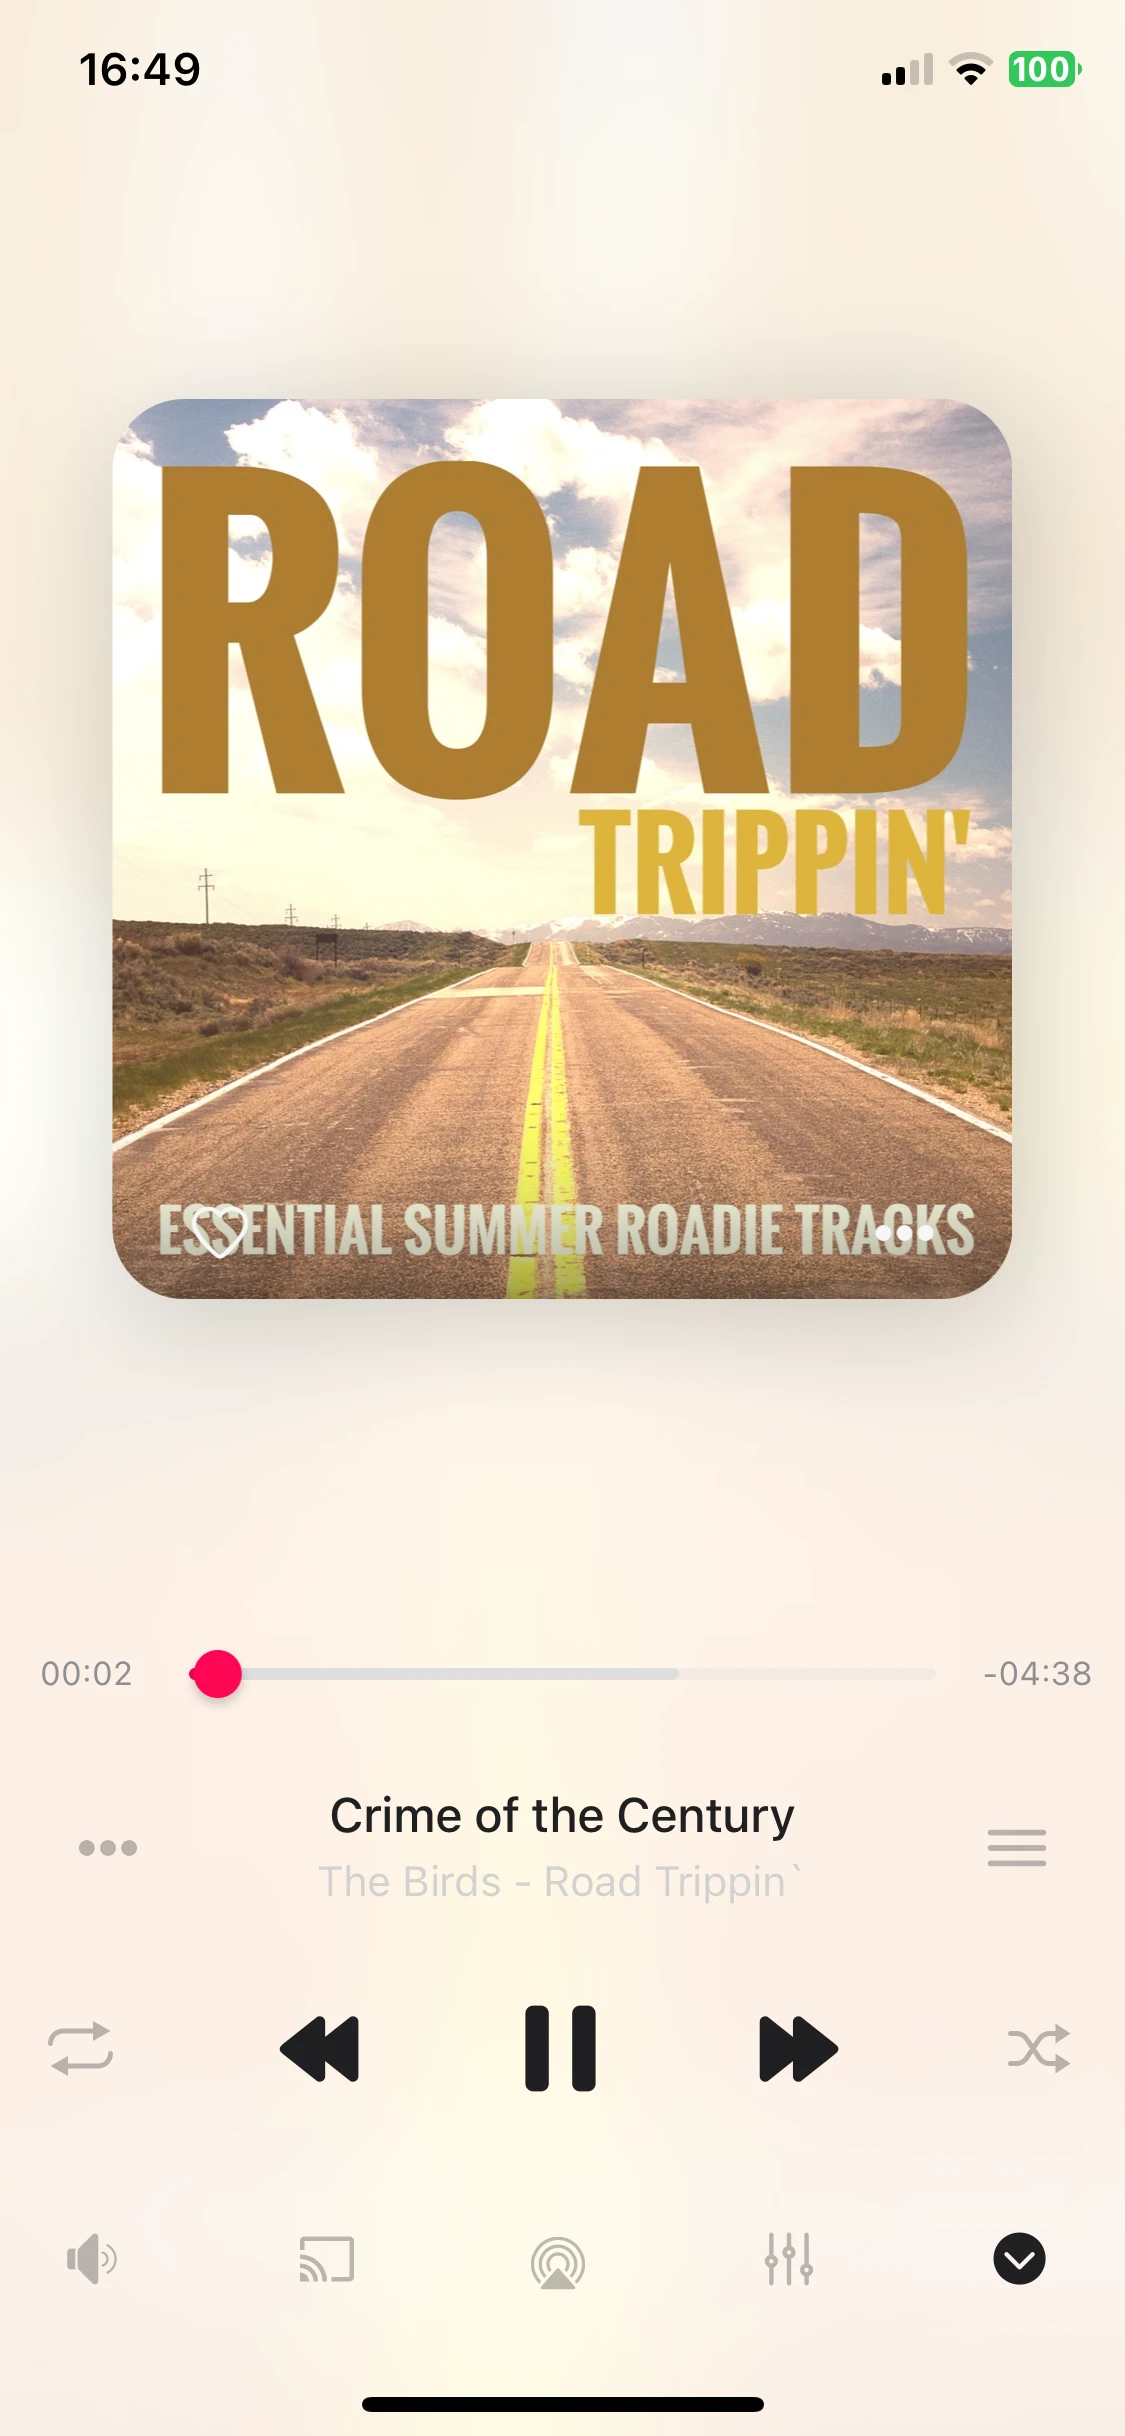 16:49
100
ROAD
TRIPPIN'
ESSENTIAL SUMMER ROADIE TRACKS
00:02
-04:38
Crime of the Century
The Birds - Road Trippin`